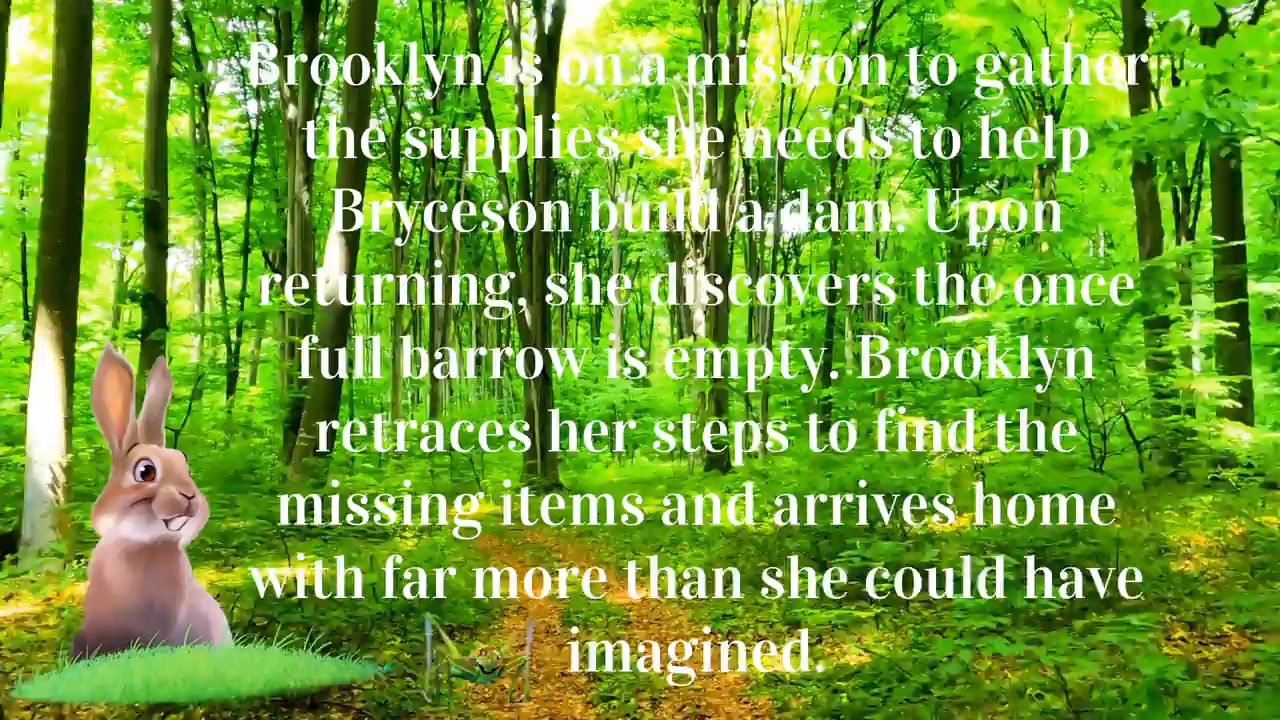 Brooklyn is on a mission to gather
the supplies she needs to help
Bryceson build a dam. Upon
returning, she discovers the once
full barrow is empty. Brooklyn
retraces her steps to find the
missing items and arrives home
with far more than she could have
imagined.